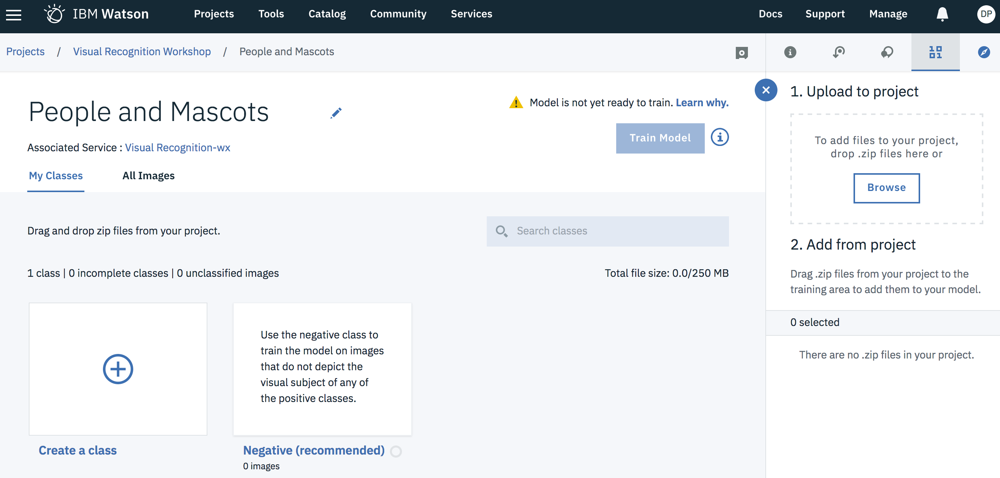 IBM Watson Projects Tools Catalog Community Services Docs Support Manage DP
Projects / Visual Recognition Workshop / People and Mascots
People and Mascots
Model is not yet ready to train. Learn why.
Train Model
Associated Service : Visual Recognition-wx
My Classes All Images
Drag and drop zip files from your project.
Search classes
1 class | 0 incomplete classes | 0 unclassified images
Total file size: 0.0/250 MB
Create a class
Use the negative class to
train the model on images
that do not depict the
visual subject of any of
the positive classes.
Negative (recommended)
0 images
1. Upload to project
To add files to your project,
drop .zip files here or
Browse
2. Add from project
Drag .zip files from your project to the
training area to add them to your model.
0 selected
There are no .zip files in your project.